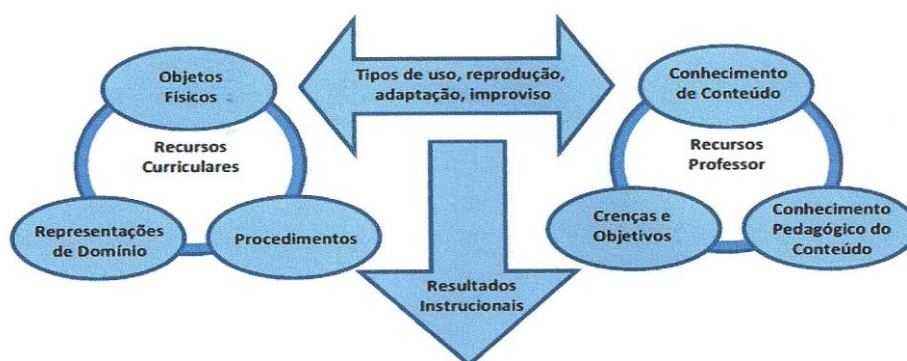 Objetos
Físicos
Recursos
Curriculares
Representações
de Domínio
Procedimentos
Tipos de uso, reprodução,
adaptação, improviso
Resultados
Instrucionais
Conhecimento
de Conteúdo
Recursos
Professor
Crenças e
Objetivos
Conhecimento
Pedagógico do
Conteúdo